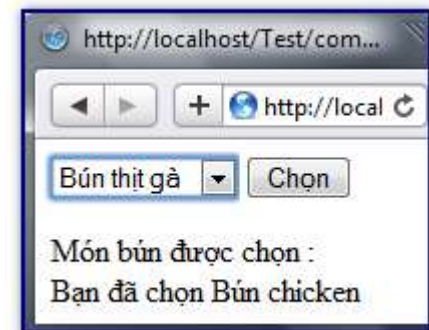 http://localhost/Test/com...
http://local
Bún thịt gà
Chọn
Món bún được chọn :
Bạn đã chọn Bún chicken